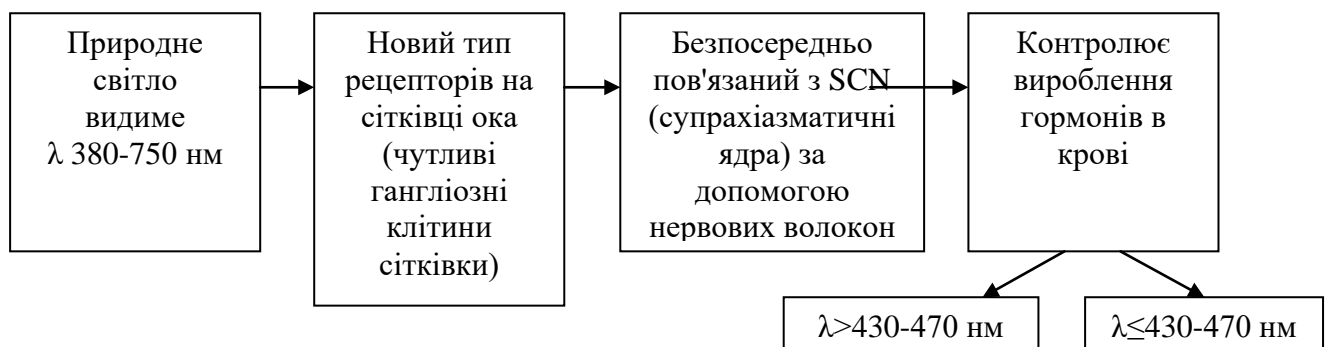 Природне
світло
видиме
λ 380-750 нм
Новий тип
рецепторів на
сітківці ока
(чутливі
гангліозні
клітини
сітківки)
Безпосередньо
пов'язаний з SCN
(супрахіазматичні
ядра) за
допомогою
нервових волокон
Контролює
вироблення
гормонів в
крові
λ>430-470 нм
λ≤430-470 нм